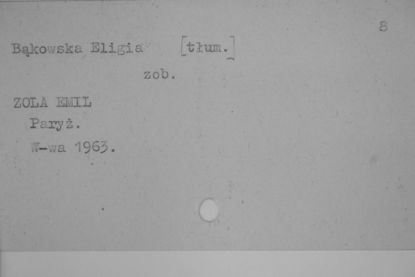 8
Bąkowska Eligia [tłum.]
zob.
ZOLA EMIL
Paryż.
W-wa 1963.